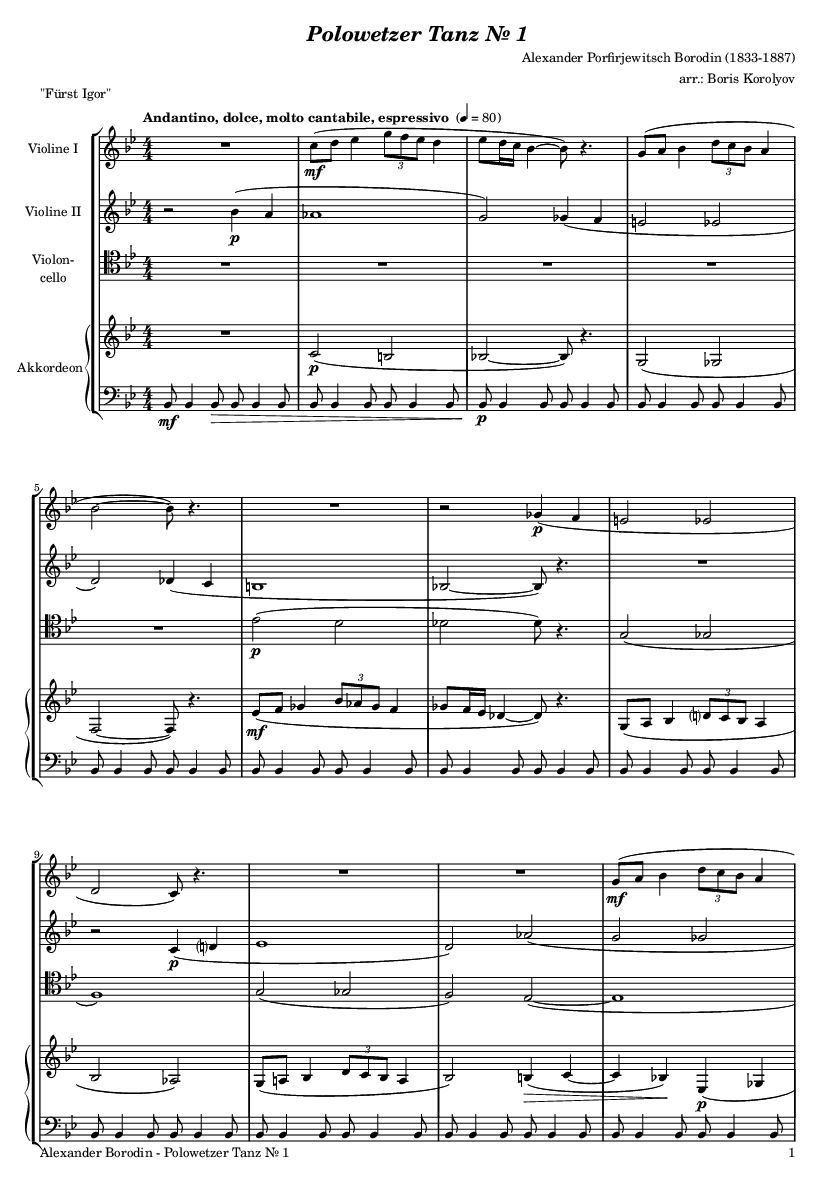 Polowetzer Tanz № 1
Alexander Porfirjewitsch Borodin (1833-1887)
arr.: Boris Korolyov
"Fürst Igor"
Andantino, dolce, molto cantabile, espressivo (♩ = 80)
Violine I
mf
3
3
Violine II
p
Violon-
cello
Akkordeon
p
mf
p
5
p
p
mf
3
3
9
mf
3
p
3
p
Alexander Borodin - Polowetzer Tanz № 1
1